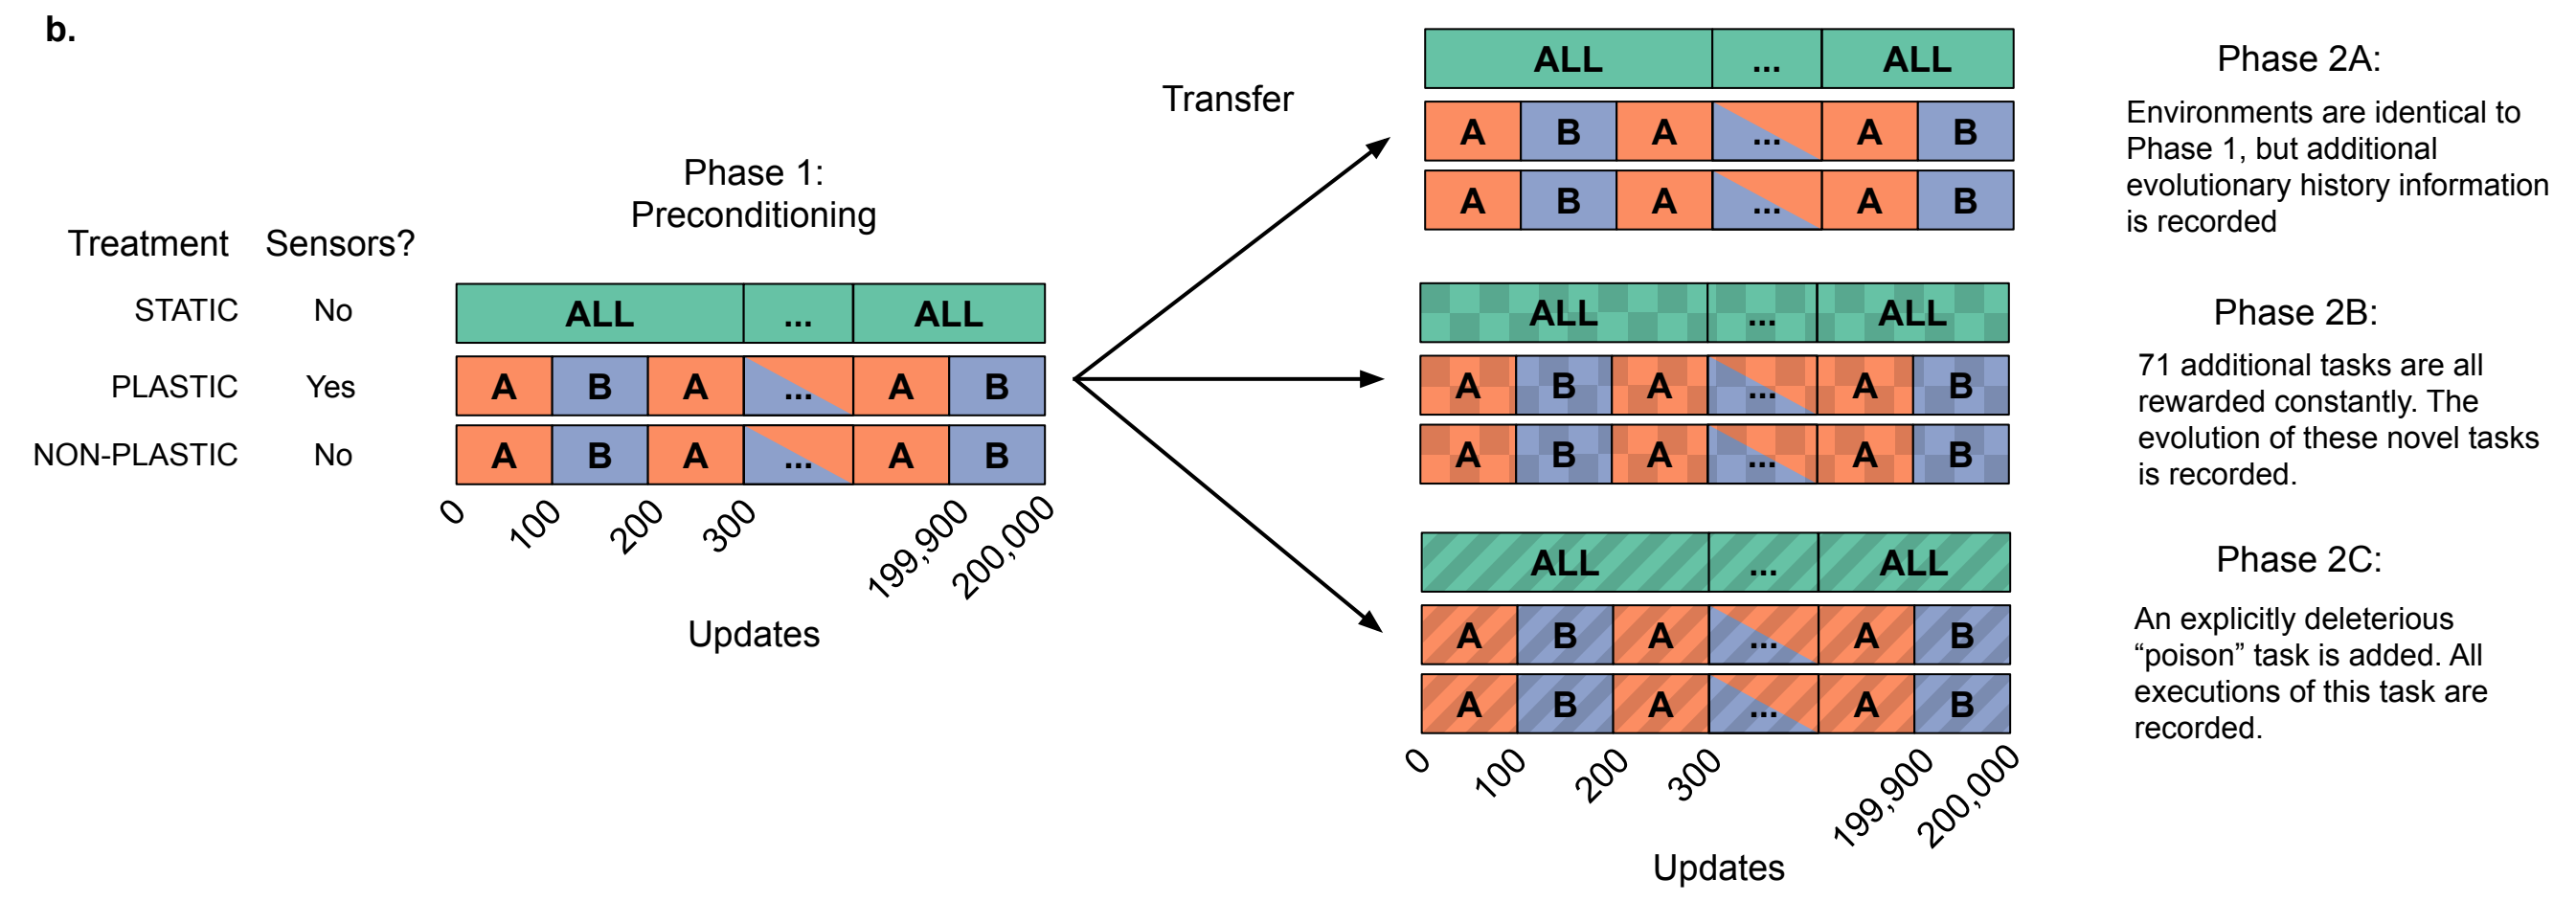 b.
Treatment Sensors?
STATIC No
PLASTIC Yes
NON-PLASTIC No
Phase 1:
Preconditioning
ALL ... ALL
A B A ... A B
A B A ... A B
0 100 200 300 199,900 200,000
Updates
Transfer
ALL ... ALL
A B A ... A B
A B A ... A B
Phase 2A:
Environments are identical to
Phase 1, but additional
evolutionary history information
is recorded
ALL ... ALL
A B A ... A B
A B A ... A B
Phase 2B:
71 additional tasks are all
rewarded constantly. The
evolution of these novel tasks
is recorded.
ALL ... ALL
A B A ... A B
A B A ... A B
Phase 2C:
An explicitly deleterious
“poison” task is added. All
executions of this task are
recorded.
0 100 200 300 199,900 200,000
Updates